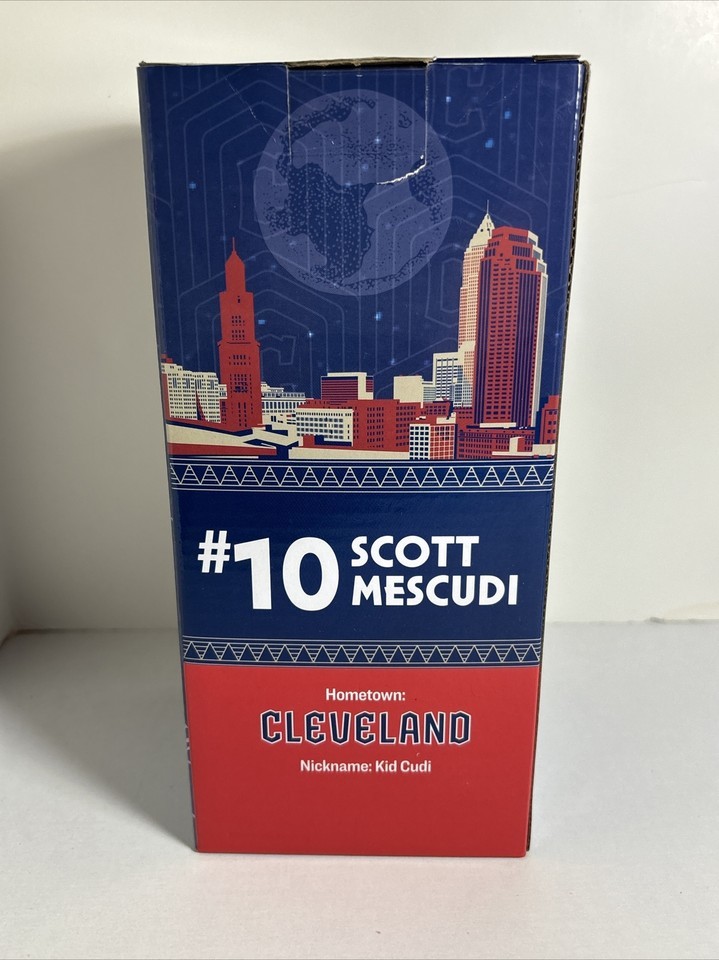 #10 SCOTT
MESCUDI
Hometown:
CLEVELAND
Nickname: Kid Cudi